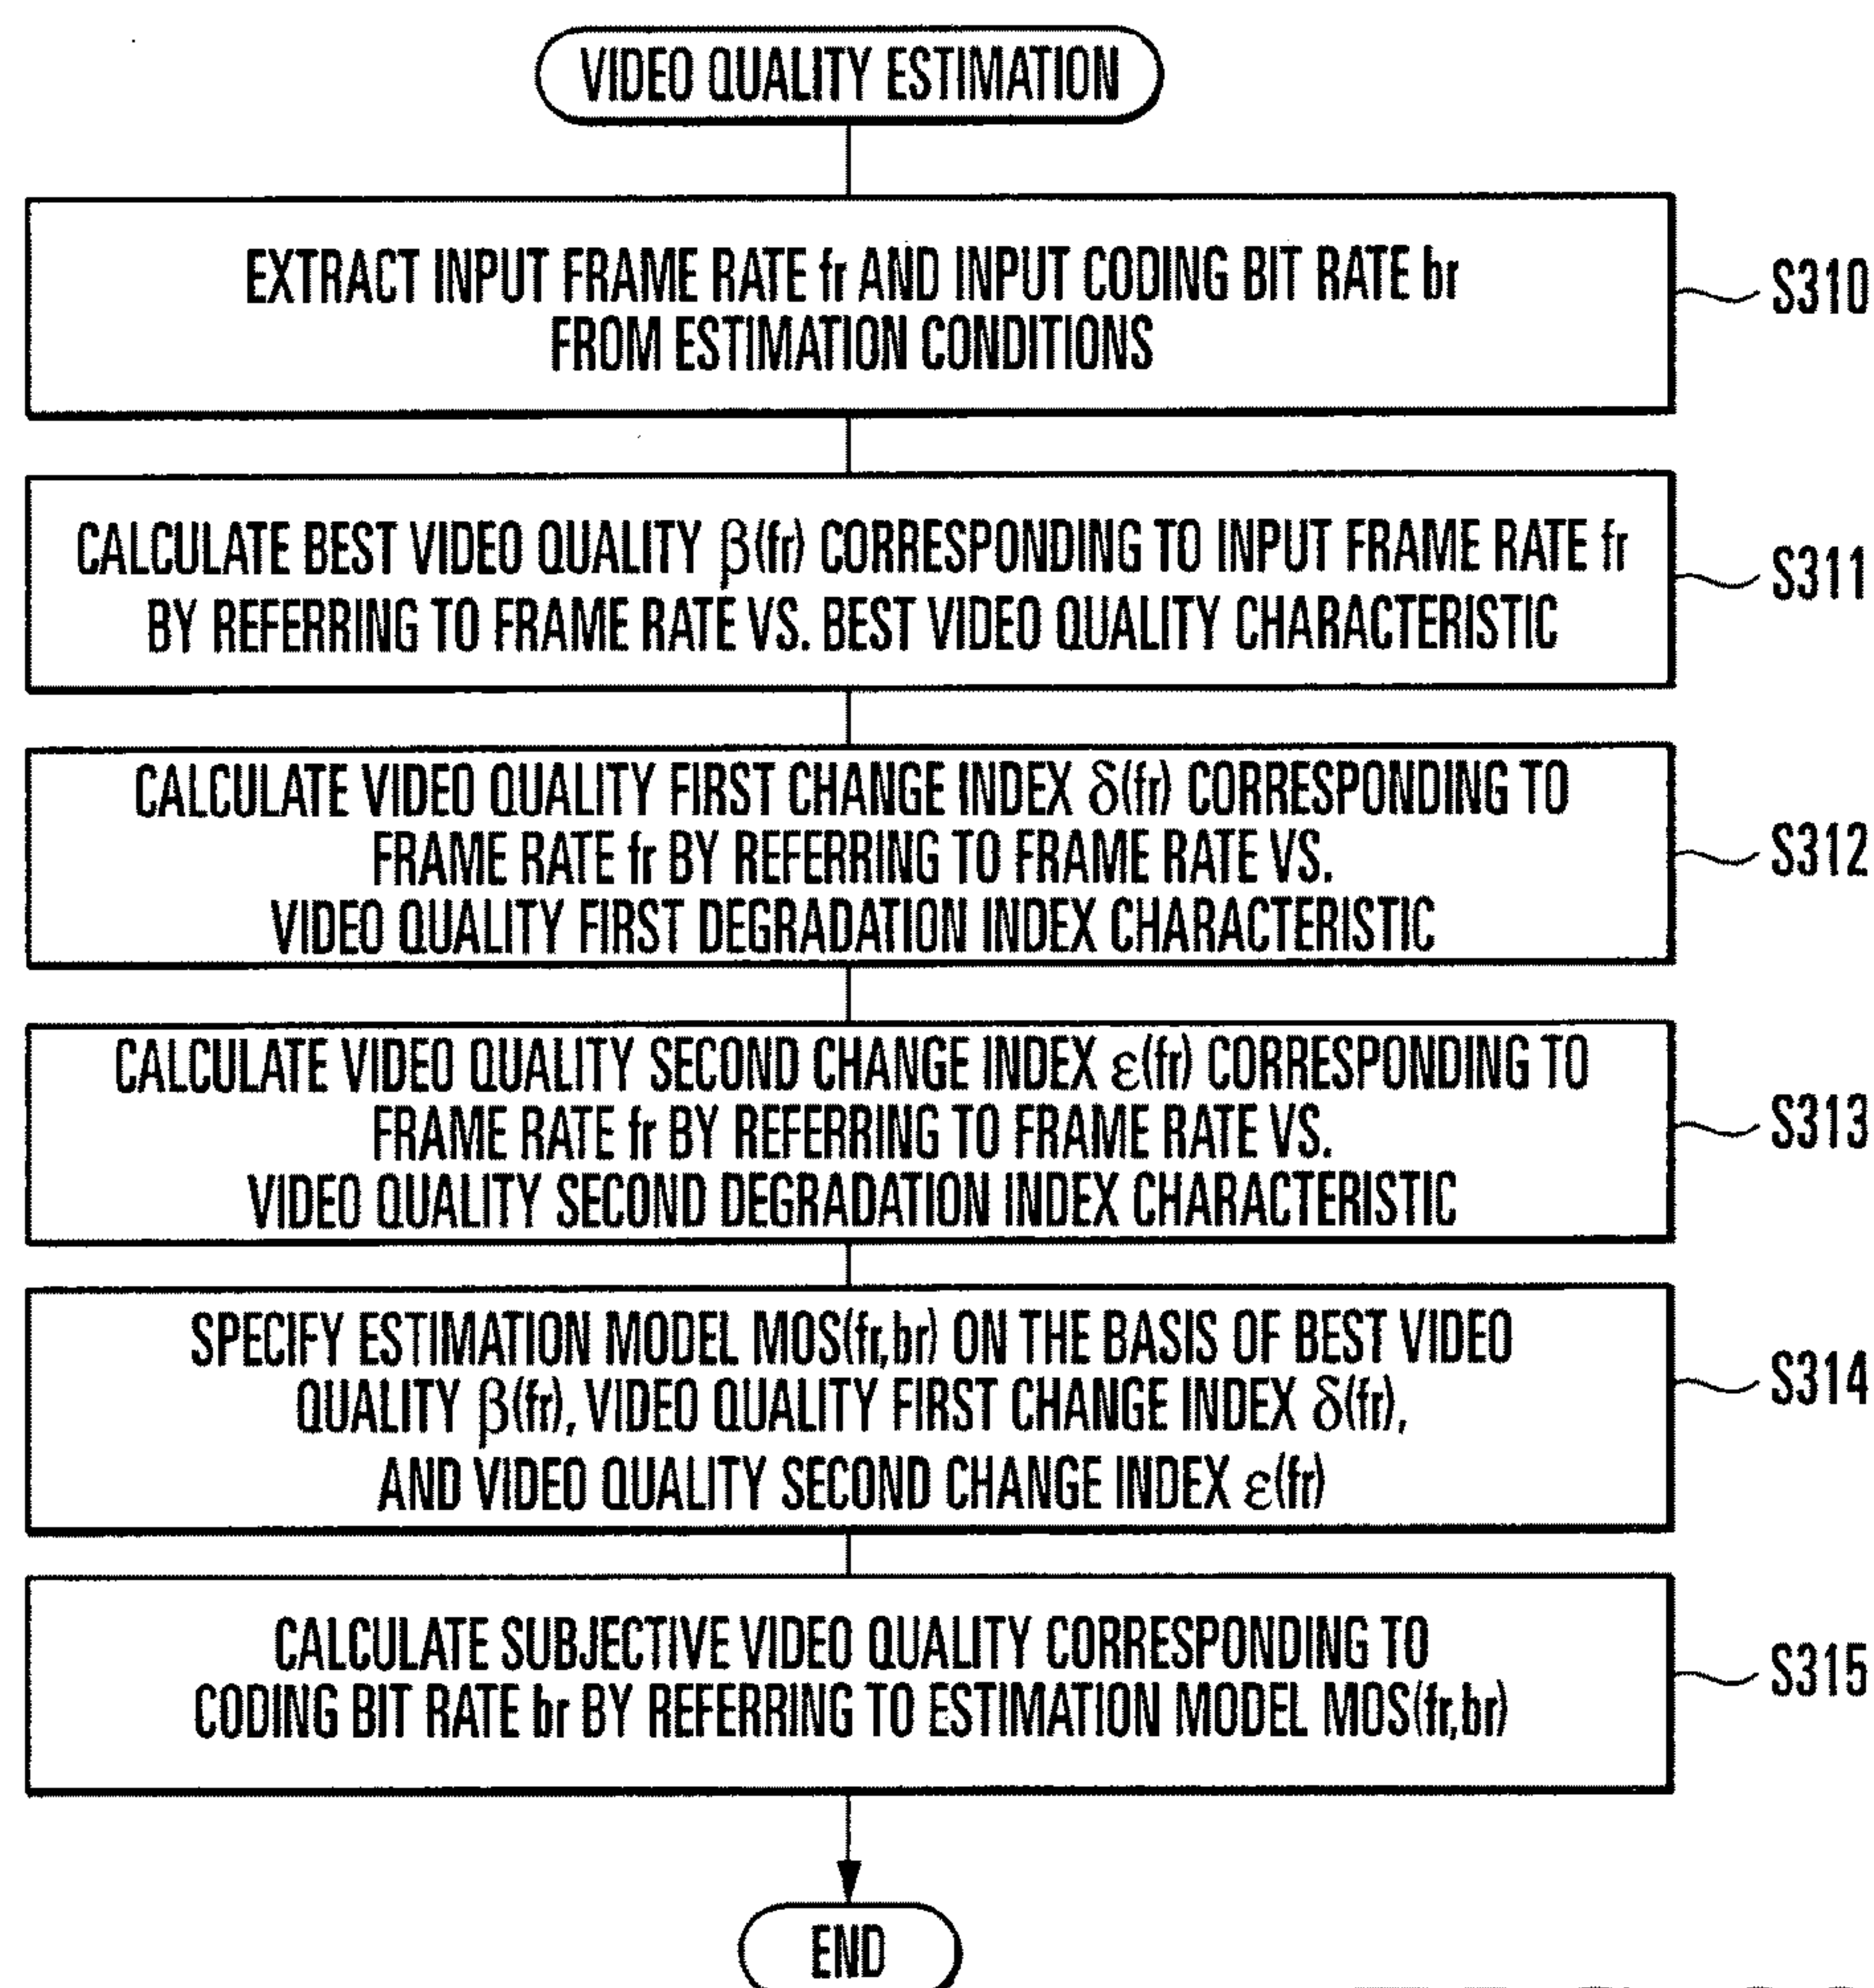 VIDEO QUALITY ESTIMATION
EXTRACT INPUT FRAME RATE fr AND INPUT CODING BIT RATE br
FROM ESTIMATION CONDITIONS
S310
CALCULATE BEST VIDEO QUALITY β(fr) CORRESPONDING TO INPUT FRAME RATE fr
BY REFERRING TO FRAME RATE VS. BEST VIDEO QUALITY CHARACTERISTIC
S311
CALCULATE VIDEO QUALITY FIRST CHANGE INDEX δ(fr) CORRESPONDING TO
FRAME RATE fr BY REFERRING TO FRAME RATE VS.
VIDEO QUALITY FIRST DEGRADATION INDEX CHARACTERISTIC
S312
CALCULATE VIDEO QUALITY SECOND CHANGE INDEX ε(fr) CORRESPONDING TO
FRAME RATE fr BY REFERRING TO FRAME RATE VS.
VIDEO QUALITY SECOND DEGRADATION INDEX CHARACTERISTIC
S313
SPECIFY ESTIMATION MODEL MOS(fr,br) ON THE BASIS OF BEST VIDEO
QUALITY β(fr), VIDEO QUALITY FIRST CHANGE INDEX δ(fr),
AND VIDEO QUALITY SECOND CHANGE INDEX ε(fr)
S314
CALCULATE SUBJECTIVE VIDEO QUALITY CORRESPONDING TO
CODING BIT RATE br BY REFERRING TO ESTIMATION MODEL MOS(fr,br)
S315
END